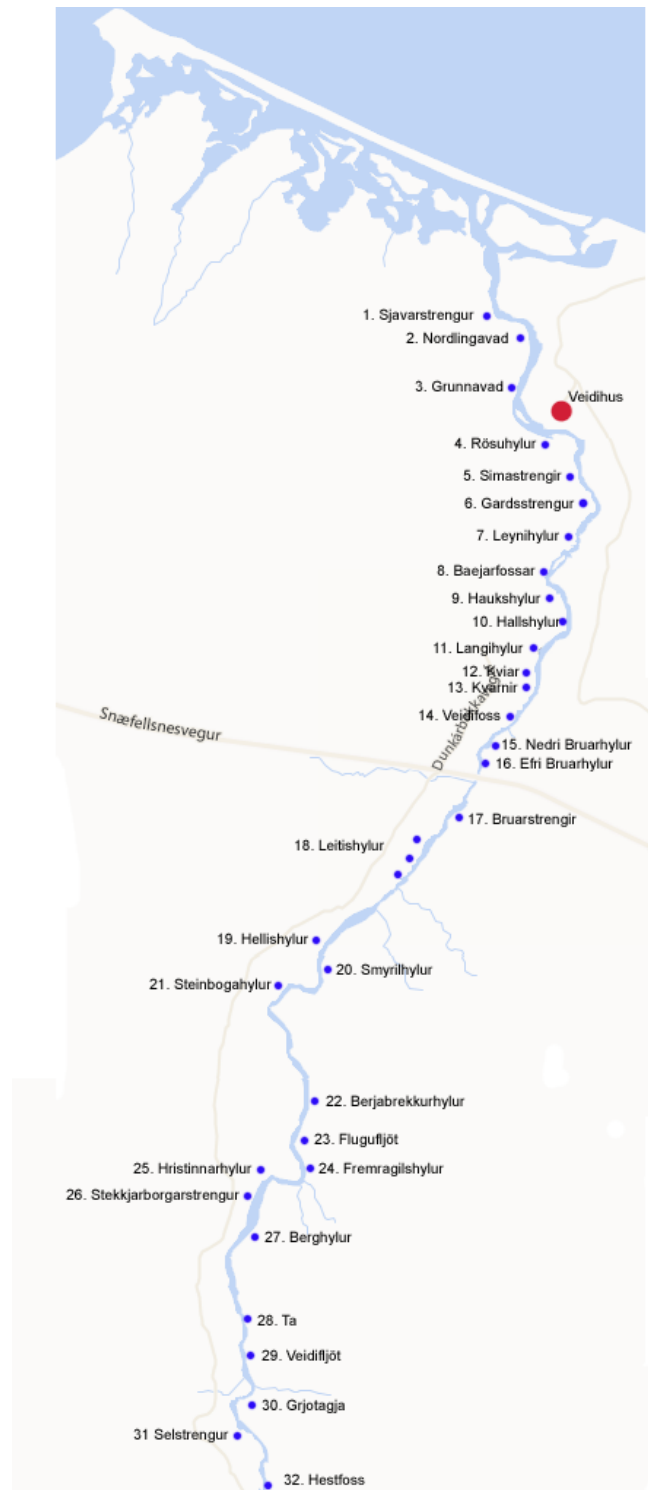 1. Sjavarstrengur
2. Nordlingavad
3. Grunnavad
Veidihus
4. Rösuhylur
5. Simastrengir
6. Gardsstrengur
7. Leynihylur
8. Baejarfossar
9. Haukshylur
10. Hallshylur
11. Langihylur
12. Kviar
13. Kvarnir
Dunkárbakkavegur
14. Veidifoss
Snæfellsnesvegur
15. Nedri Bruarhylur
16. Efri Bruarhylur
17. Bruarstrengir
18. Leitishylur
19. Hellishylur
20. Smyrilhylur
21. Steinbogahylur
22. Berjabrekkurhylur
23. Flugufljöt
24. Fremragilshylur
25. Hristinnarhylur
26. Stekkjarborgarstrengur
27. Berghylur
28. Ta
29. Veidifljöt
30. Grjotagja
31 Selstrengur
32. Hestfoss